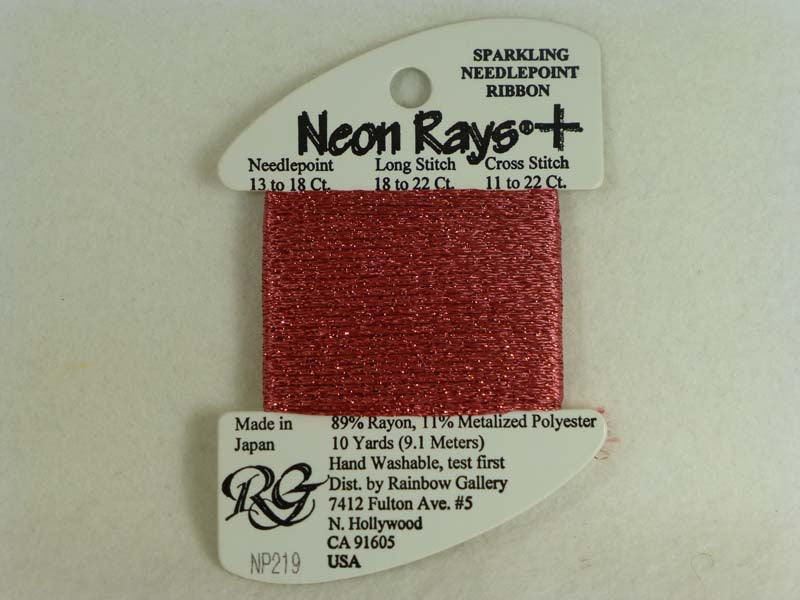 SPARKLING
NEEDLEPOINT
RIBBON
Neon Rays®+
Needlepoint Long Stitch Cross Stitch
13 to 18 Ct. 18 to 22 Ct. 11 to 22 Ct.
Made in
Japan
89% Rayon, 11% Metalized Polyester
10 Yards (9.1 Meters)
Hand Washable, test first
Dist. by Rainbow Gallery
7412 Fulton Ave. #5
N. Hollywood
CA 91605
USA
RG
NP219